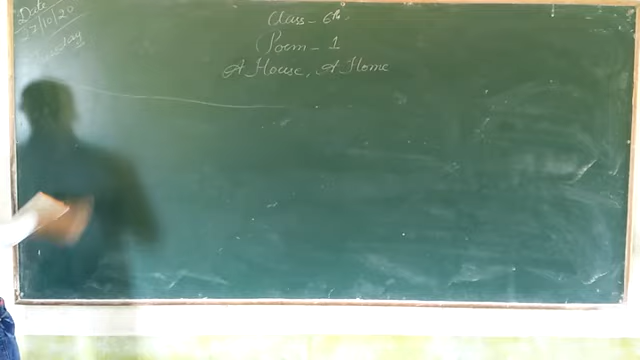 Date
27/10/20
Class - 6th
Poem - 1
A House, A Home